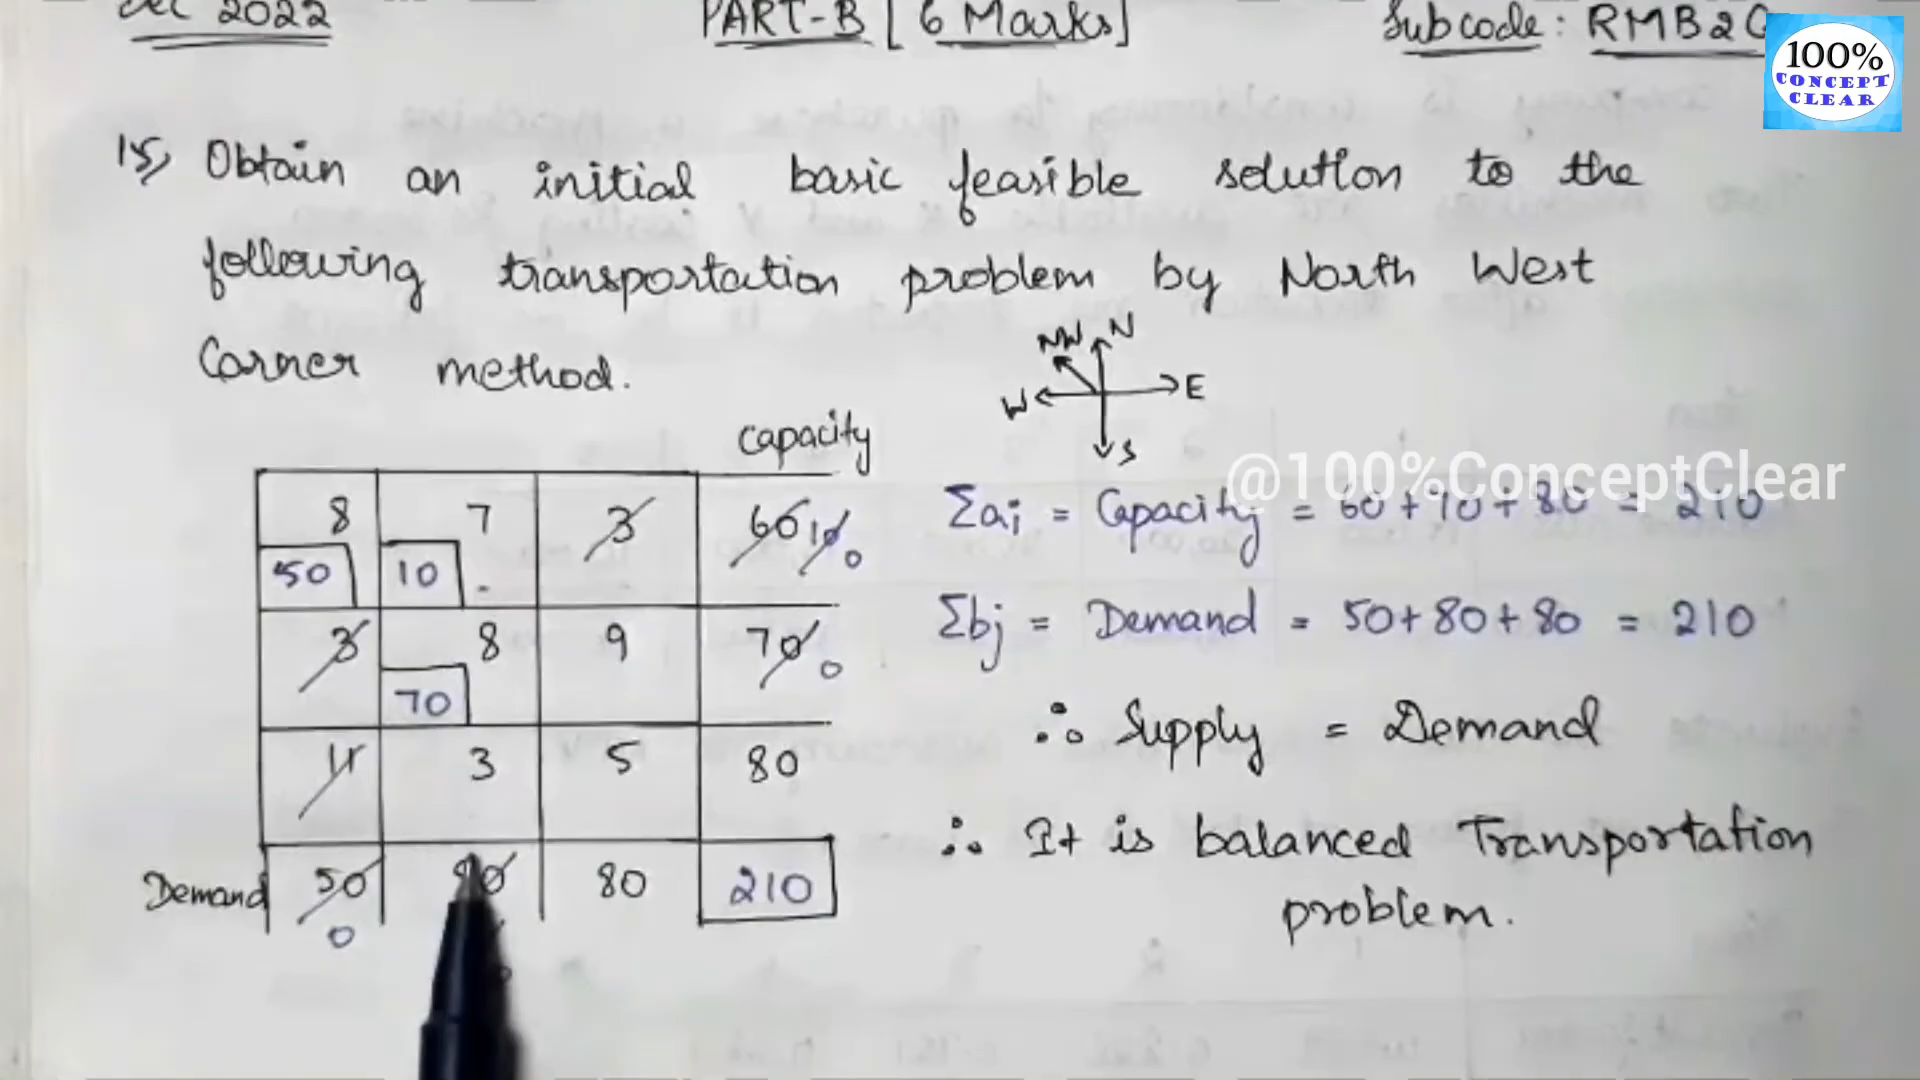 Dec 2022 PART-B [ 6 Marks] Subcode: RMB2
100%
CONCEPT
CLEAR
15, Obtain an initial basic feasible solution to the
following transportation problem by North West
Corner method.
NW N
W E
S
@100%ConceptClear
capacity
8 7 3 60 10 0
50 10
3 8 9 70 0
70
11 3 5 80
Demand 50 80 80 210
0
Σai = Capacity = 60+70+80 = 210
Σbj = Demand = 50+80+80 = 210
∴ Supply = Demand
∴ It is balanced Transportation
problem.